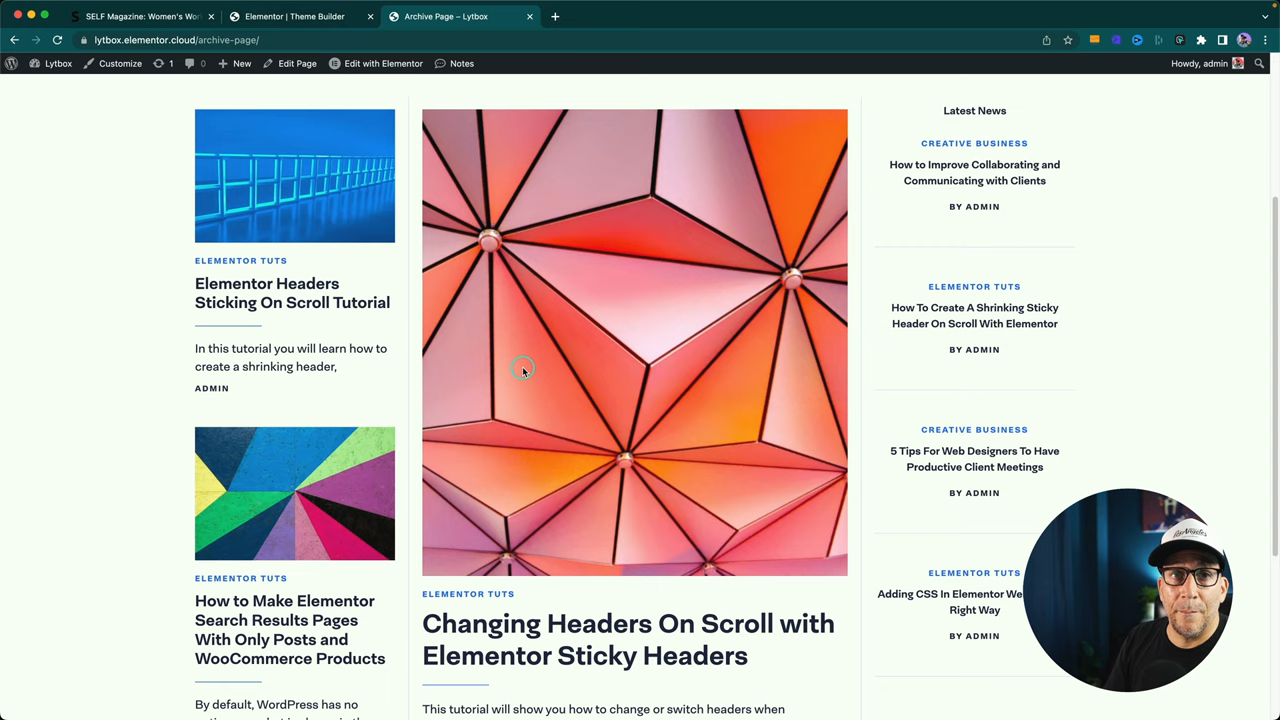 SELF Magazine: Women's Wor
Elementor | Theme Builder
Archive Page – Lytbox
lytbox.elementor.cloud/archive-page/
Lytbox
Customize
1
0
New
Edit Page
Edit with Elementor
Notes
Howdy, admin
ELEMENTOR TUTS
Elementor Headers
Sticking On Scroll Tutorial
In this tutorial you will learn how to
create a shrinking header,
ADMIN
ELEMENTOR TUTS
How to Make Elementor
Search Results Pages
With Only Posts and
WooCommerce Products
By default, WordPress has no
ELEMENTOR TUTS
Changing Headers On Scroll with
Elementor Sticky Headers
This tutorial will show you how to change or switch headers when
Latest News
CREATIVE BUSINESS
How to Improve Collaborating and
Communicating with Clients
BY ADMIN
ELEMENTOR TUTS
How To Create A Shrinking Sticky
Header On Scroll With Elementor
BY ADMIN
CREATIVE BUSINESS
5 Tips For Web Designers To Have
Productive Client Meetings
BY ADMIN
ELEMENTOR TUTS
Adding CSS In Elementor We
Right Way
BY ADMIN
Los Angeles